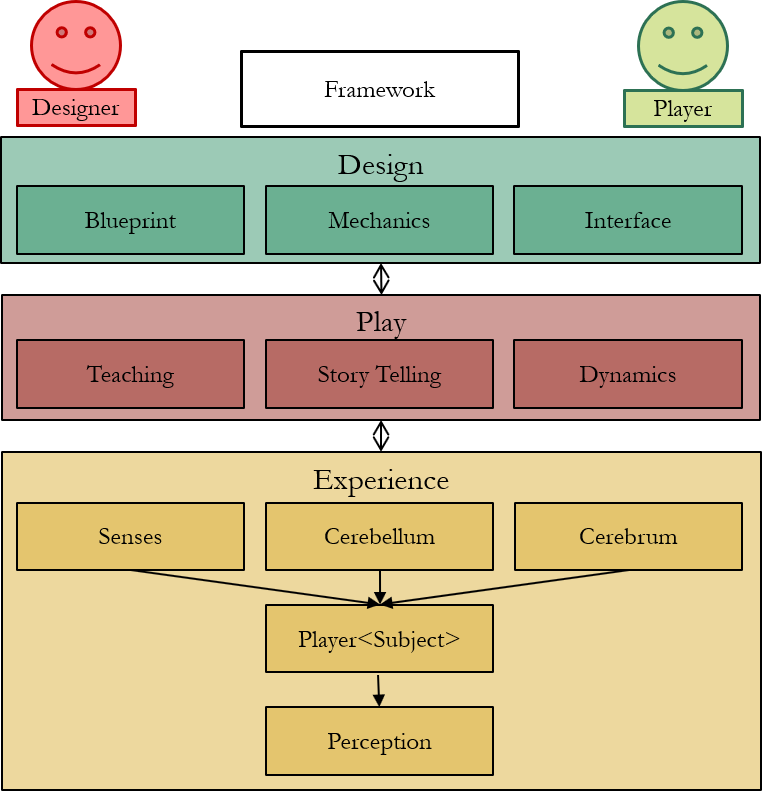 Designer
Framework
Player
Design
Blueprint
Mechanics
Interface
Play
Teaching
Story Telling
Dynamics
Experience
Senses
Cerebellum
Cerebrum
Player<Subject>
Perception